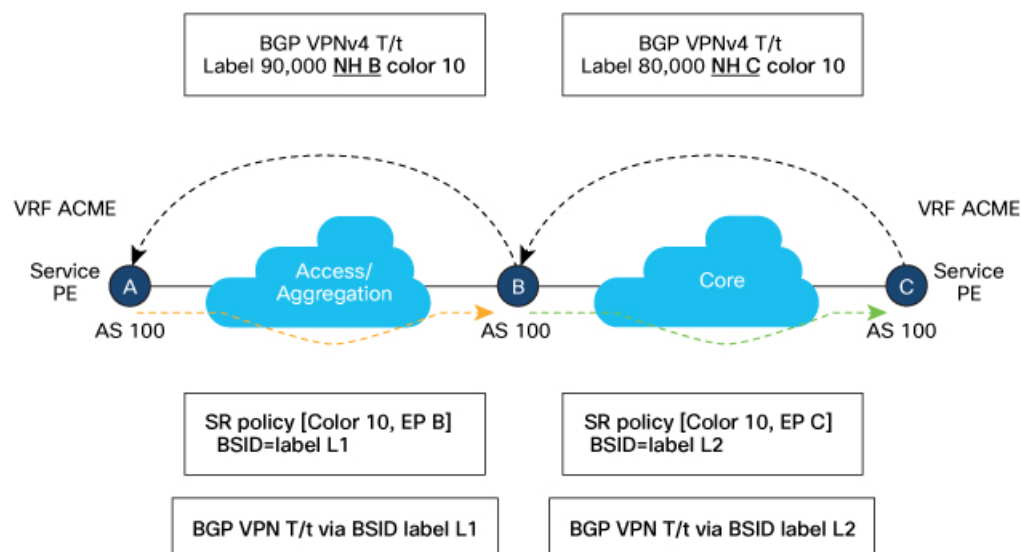 BGP VPNv4 T/t
Label 90,000 NH B color 10
BGP VPNv4 T/t
Label 80,000 NH C color 10
VRF ACME
VRF ACME
Service
PE
A
Access/
Aggregation
B
Core
C
Service
PE
AS 100
AS 100
AS 100
SR policy [Color 10, EP B]
BSID=label L1
SR policy [Color 10, EP C]
BSID=label L2
BGP VPN T/t via BSID label L1
BGP VPN T/t via BSID label L2